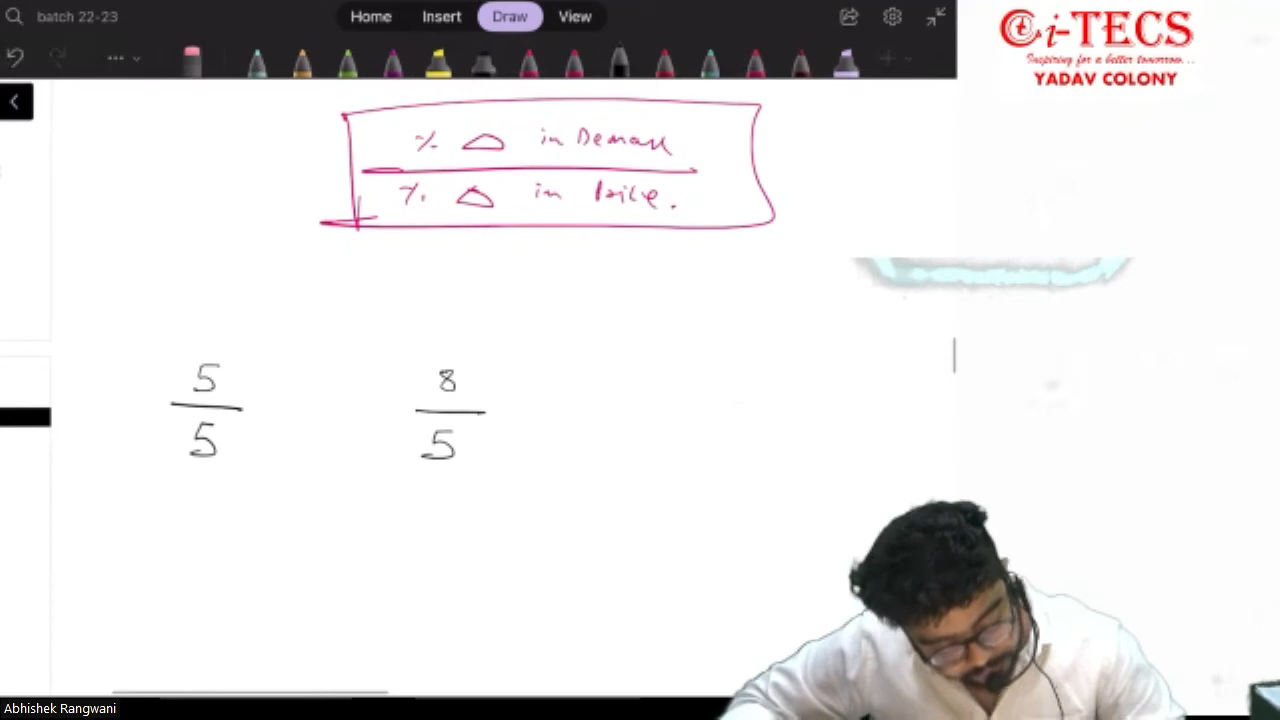 batch 22-23
Home Insert Draw View
i-TECS
Inspiring for a better tomorrow...
YADAV COLONY
% Δ in Demand
% Δ in Price.
5
5
8
5
Abhishek Rangwani